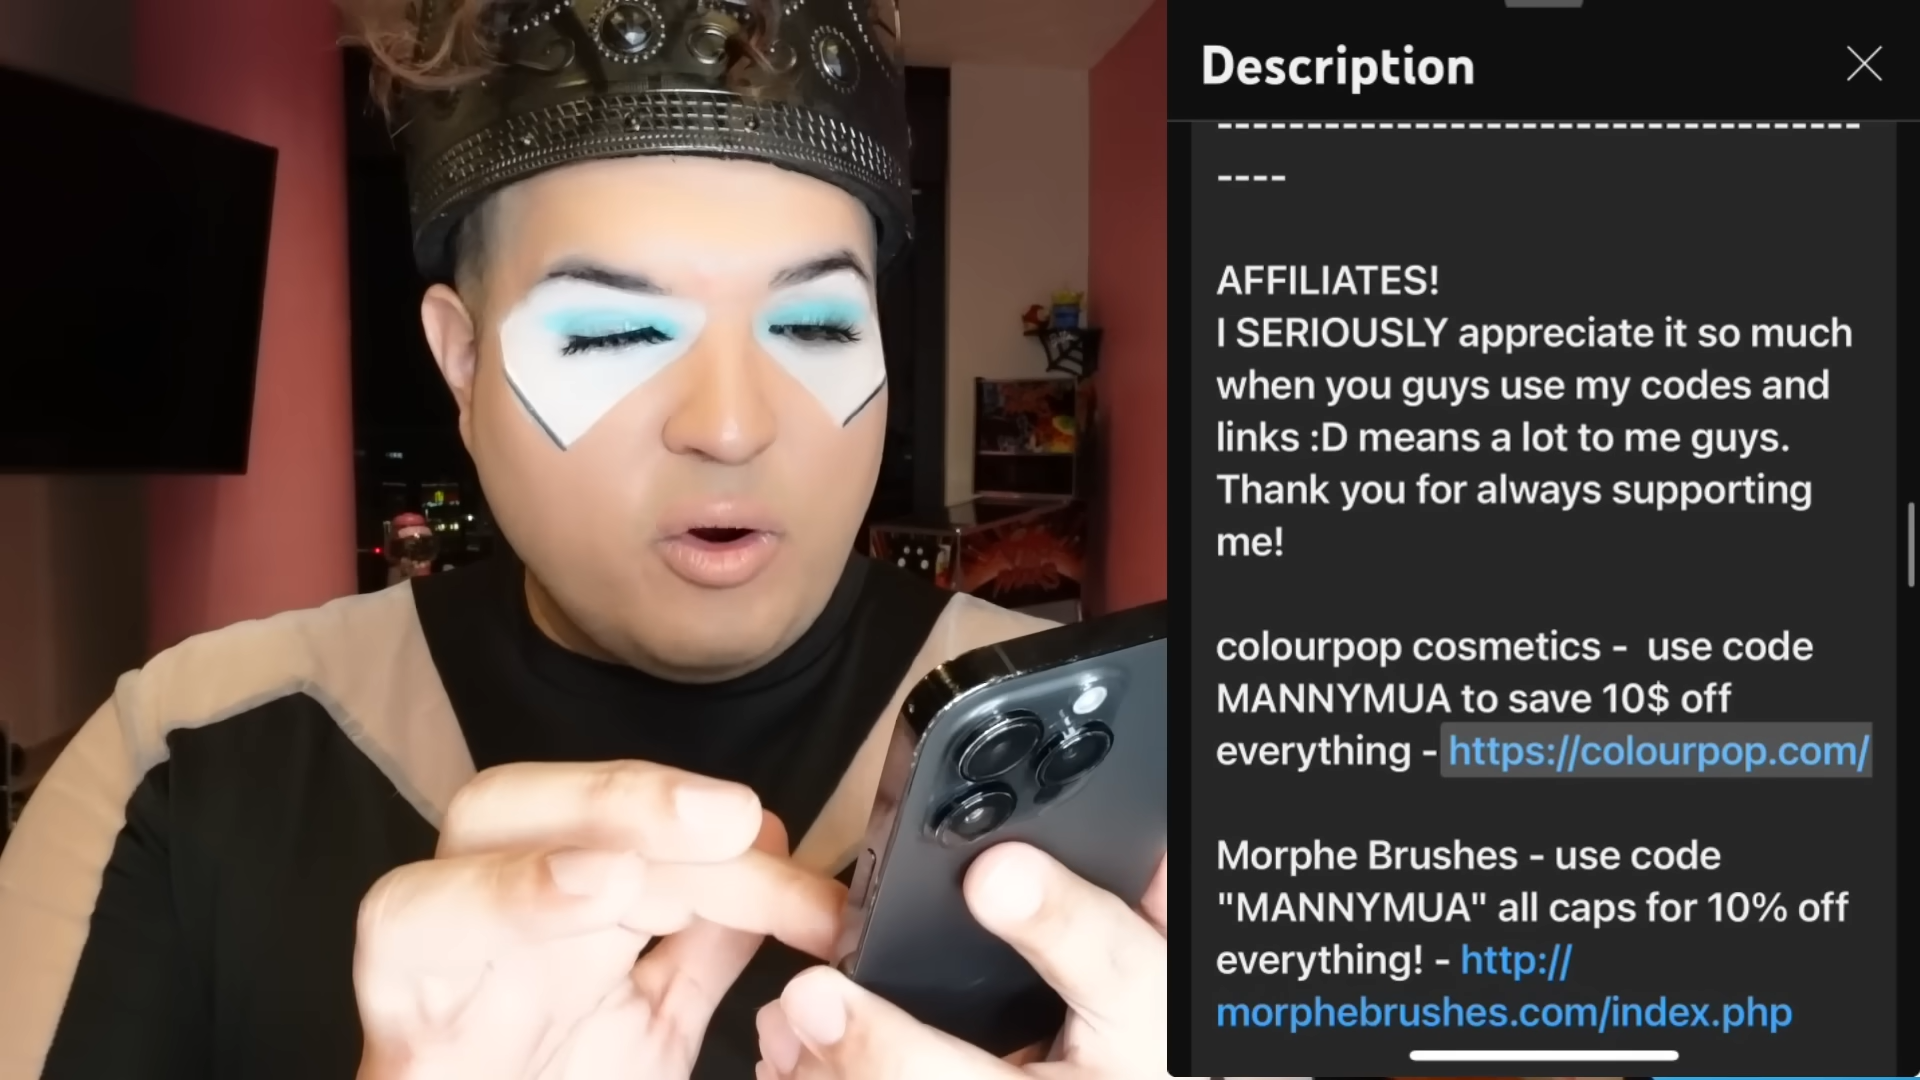 Description
-------------------------------------
----
AFFILIATES!
I SERIOUSLY appreciate it so much
when you guys use my codes and
links :D means a lot to me guys.
Thank you for always supporting
me!
colourpop cosmetics -  use code
MANNYMUA to save 10$ off
everything - https://colourpop.com/
Morphe Brushes - use code
"MANNYMUA" all caps for 10% off
everything! - http://
morphebrushes.com/index.php